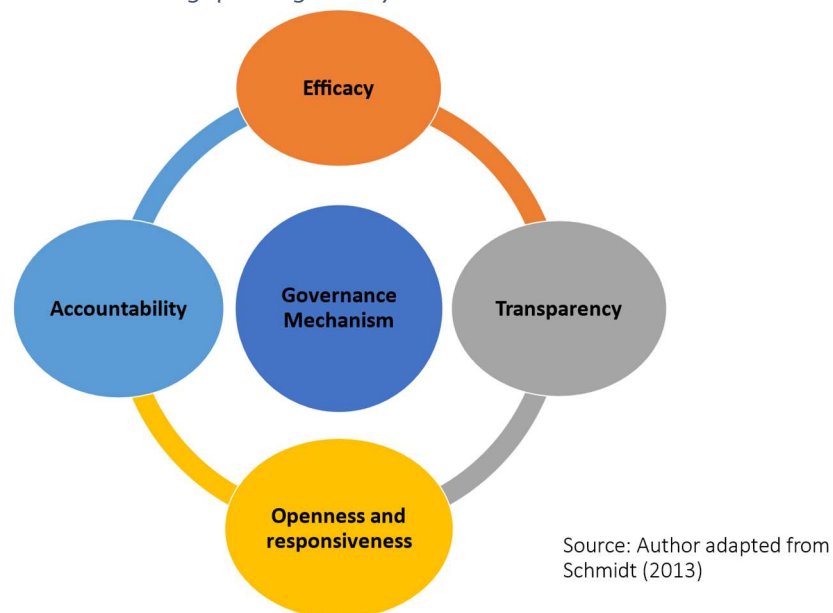 Efficacy
Accountability
Governance
Mechanism
Transparency
Openness and
responsiveness
Source: Author adapted from
Schmidt (2013)